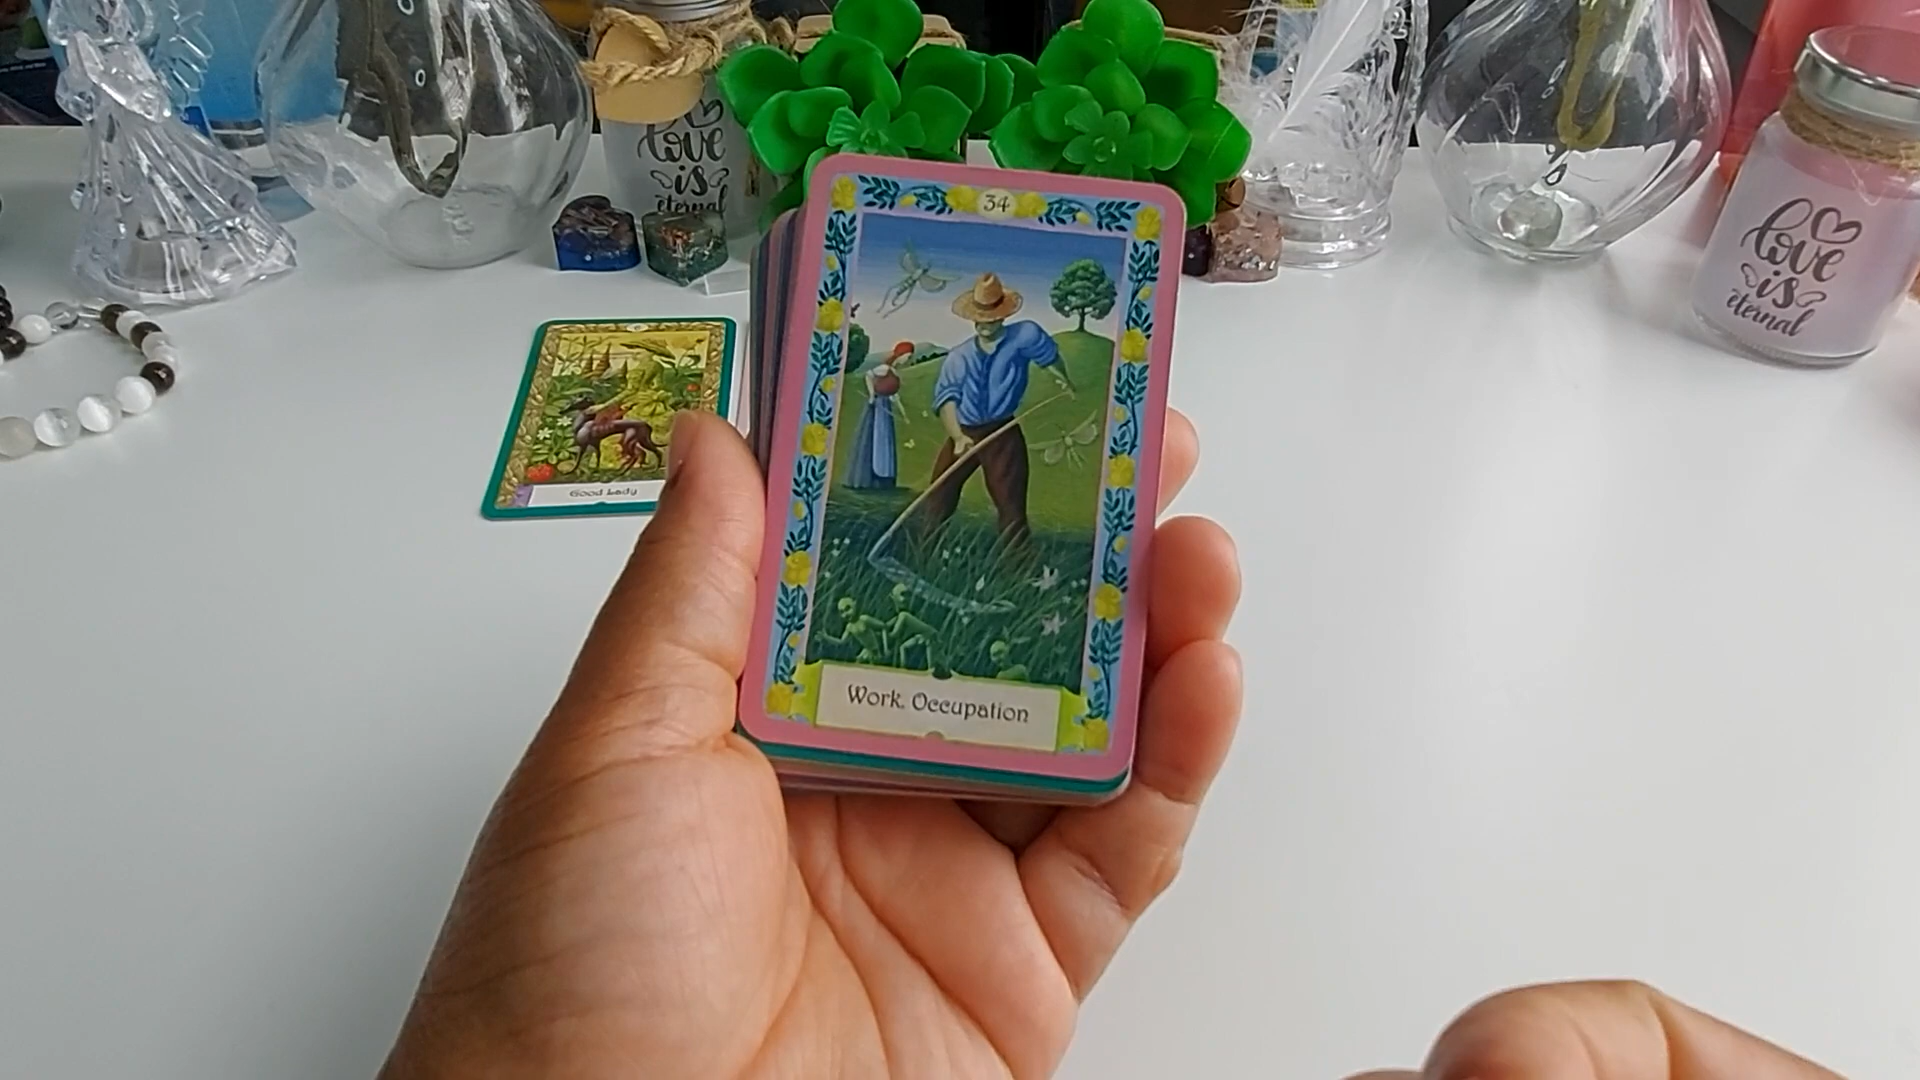 love
is
eternal
love
is
eternal
34
Good Lady
Work, Occupation